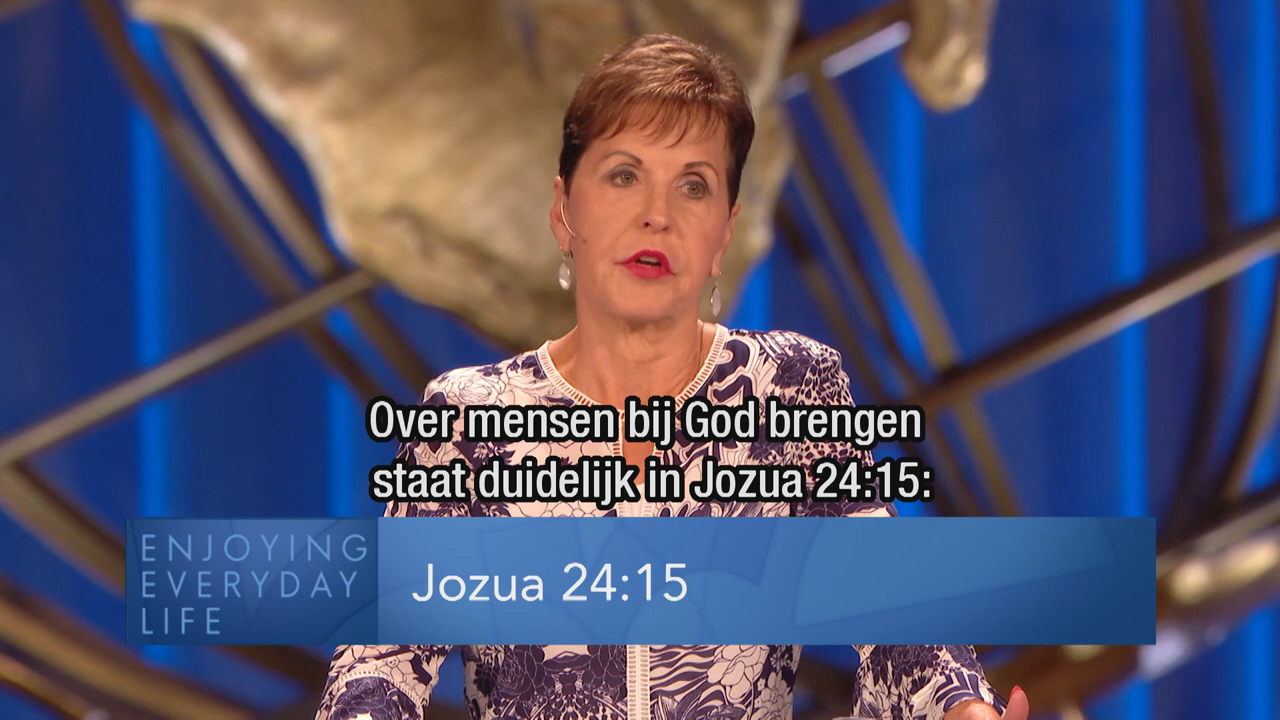 Over mensen bij God brengen
staat duidelijk in Jozua 24:15:
ENJOYING
EVERYDAY
LIFE
Jozua 24:15